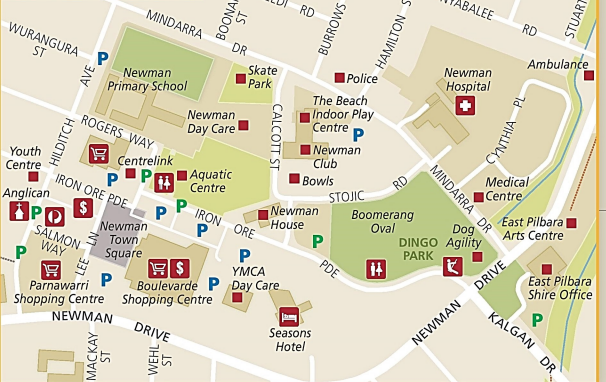 WURANGURA
ST
MINDARRA DR
CALDICOTT RD
BURROWS
HAMILTON ST
RD
STUART
P
AVE
Newman
Primary School
Skate
Park
Police
Newman
Hospital
Ambulance
CYNTHIA PL
Newman
Day Care
The Beach
Indoor Play
Centre
P
CALCOTT ST
ROGERS WAY
HILDITCH
Newman
Club
Youth
Centre
Centrelink
P
P
Aquatic
Centre
Bowls
STOJIC RD
MINDARRA DR
Medical
Centre
Anglican
IRON ORE PDE
P
P
$
P
P
IRON ORE
PDE
Newman
House
Boomerang
Oval
DINGO
PARK
Dog
Agility
East Pilbara
Arts Centre
SALMON
WAY
P
LEE LN
Newman
Town
Square
P
P
P
Parnawarri
Shopping Centre
P
$
Boulevarde
Shopping Centre
P
YMCA
Day Care
East Pilbara
Shire Office
P
NEWMAN DRIVE
NEWMAN DRIVE
KALGAN DR
Seasons
Hotel
MACKAY
ST
WEHL
ST